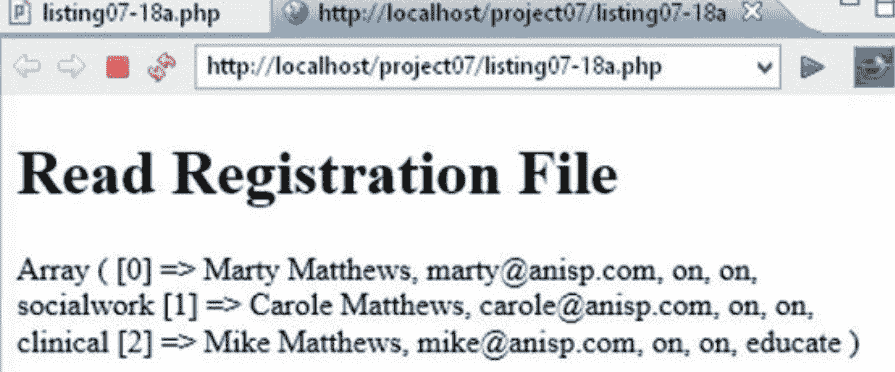 listing07-18a.php http://localhost/project07/listing07-18a
http://localhost/project07/listing07-18a.php
Read Registration File
Array ( [0] => Marty Matthews, marty@anisp.com, on, on,
socialwork [1] => Carole Matthews, carole@anisp.com, on, on,
clinical [2] => Mike Matthews, mike@anisp.com, on, on, educate )